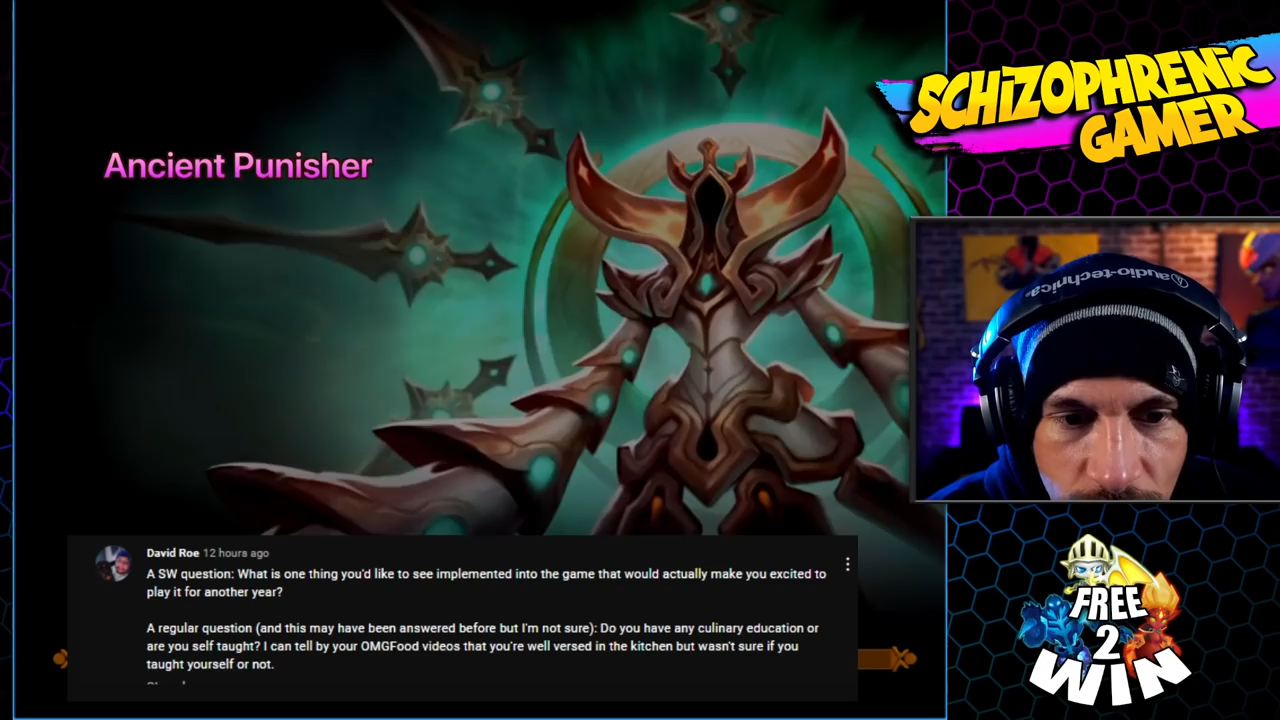 SCHiZOPHRENiC
GAMER
Ancient Punisher
audio-technica
David Roe 12 hours ago
A SW question: What is one thing you'd like to see implemented into the game that would actually make you excited to
play it for another year?
A regular question (and this may have been answered before but I'm not sure): Do you have any culinary education or
are you self taught? I can tell by your OMGFood videos that you're well versed in the kitchen but wasn't sure if you
taught yourself or not.
FREE
2
WIN